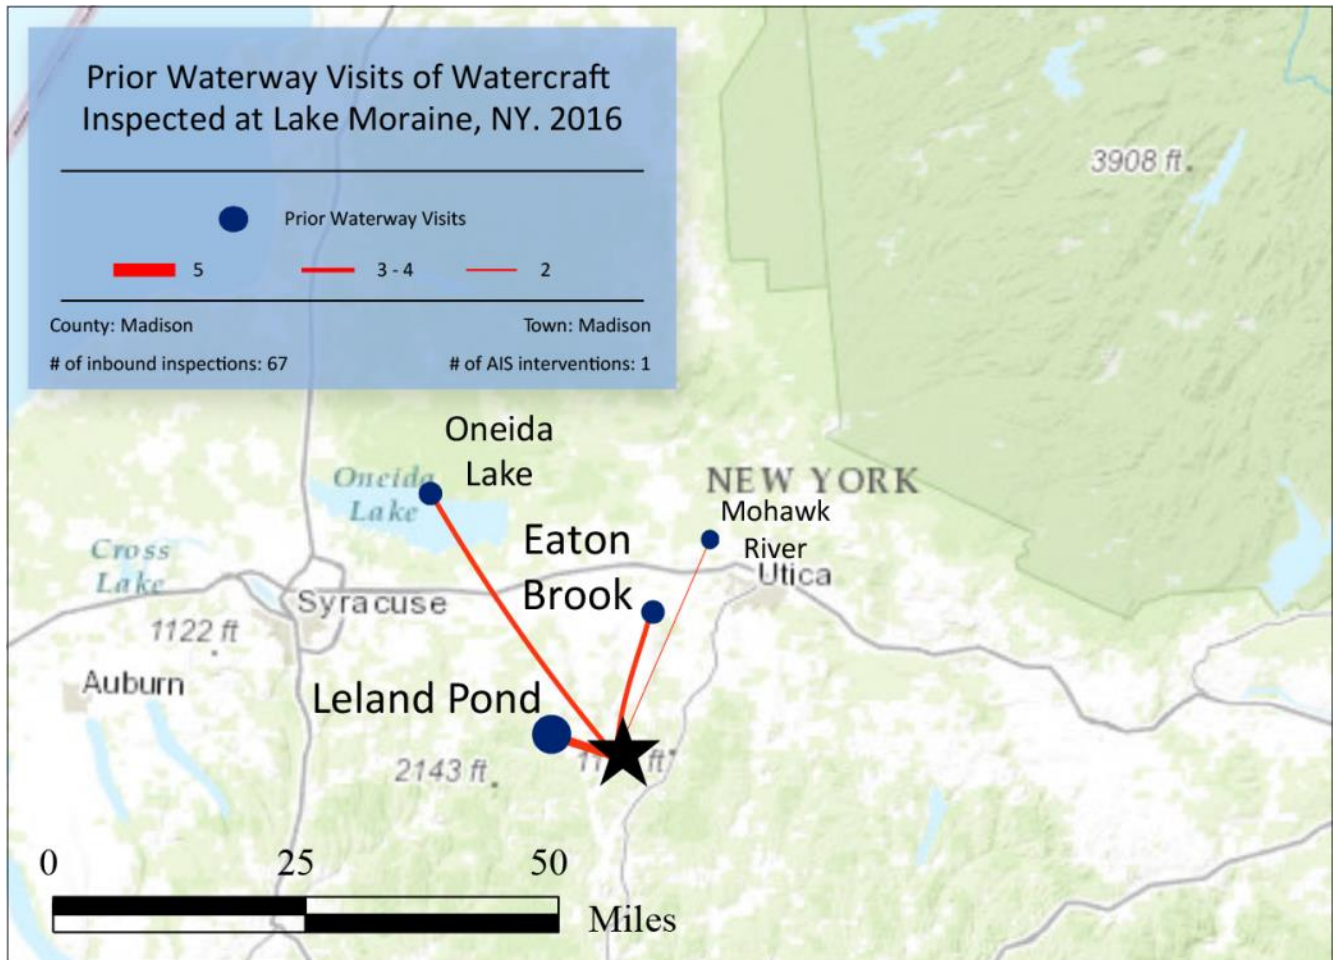 Prior Waterway Visits of Watercraft
Inspected at Lake Moraine, NY. 2016
Prior Waterway Visits
5
3 - 4
2
County: Madison
Town: Madison
# of inbound inspections: 67
# of AIS interventions: 1
3908 ft
Oneida
Lake
Oneida
Lake
NEW YORK
Mohawk
River
Utica
Eaton
Brook
Cross
Lake
Syracuse
1122 ft
Auburn
Leland Pond
2143 ft
ft
0 25 50
Miles